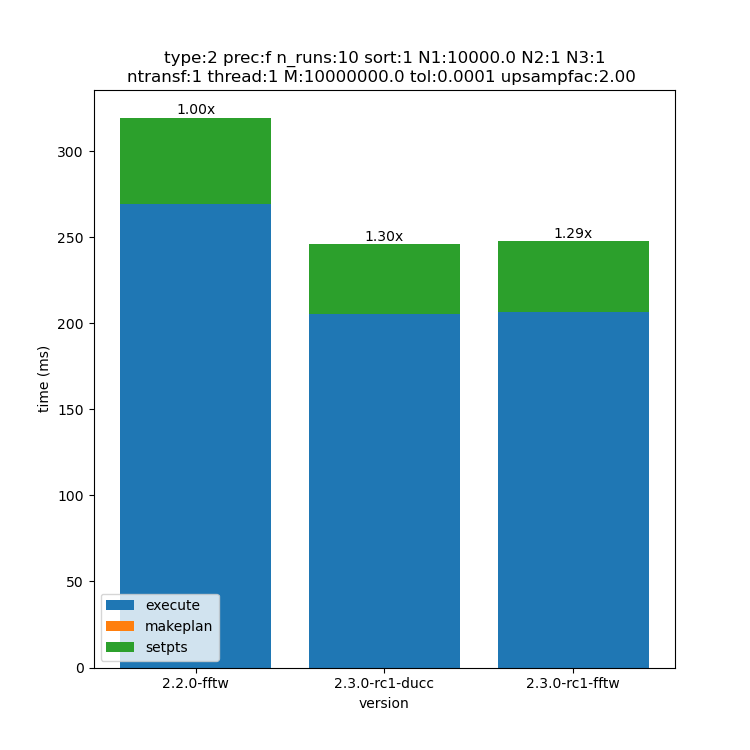 type:2 prec:f n_runs:10 sort:1 N1:10000.0 N2:1 N3:1
ntransf:1 thread:1 M:10000000.0 tol:0.0001 upsampfac:2.00
time (ms)
300
250
200
150
100
50
0
1.00x
1.30x
1.29x
execute
makeplan
setpts
2.2.0-fftw
2.3.0-rc1-ducc
2.3.0-rc1-fftw
version